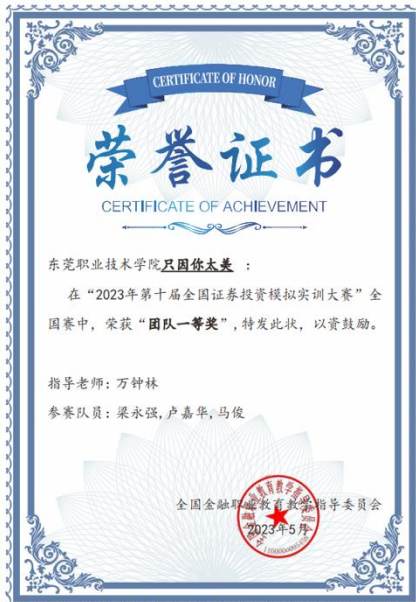 CERTIFICATE OF HONOR
荣誉证书
CERTIFICATE OF ACHIEVEMENT
东莞职业技术学院只因你太美 ：
在“2023年第十届全国证券投资模拟实训大赛”全
国赛中，荣获“团队一等奖”，特发此状，以资鼓励。
指导老师：万钟林
参赛队员：梁永强,卢嘉华,马俊
全国金融职业教育教学指导委员会
2023年5月